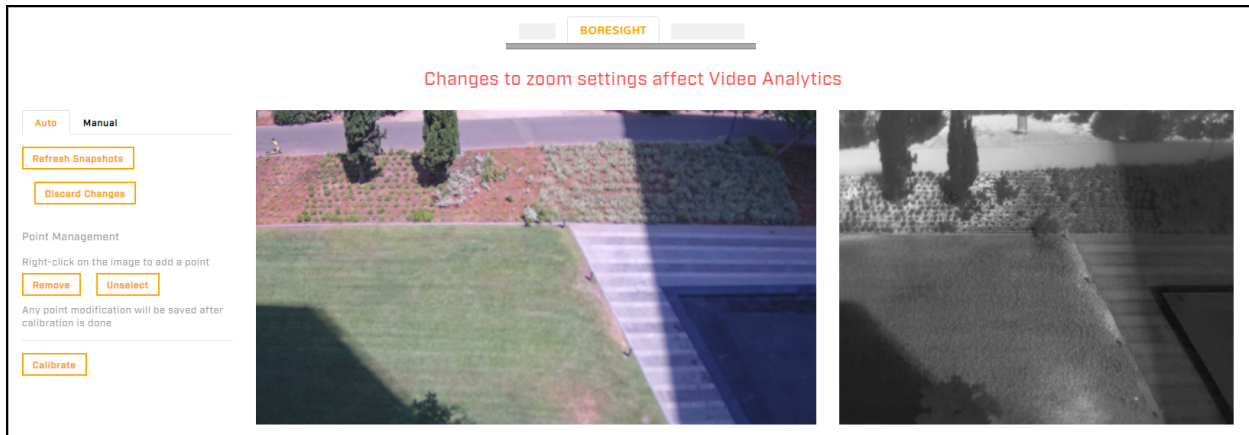 BORESIGHT
Changes to zoom settings affect Video Analytics
Auto Manual
Refresh Snapshots
Discard Changes
Point Management
Right-click on the image to add a point
Remove Unselect
Any point modification will be saved after
calibration is done
Calibrate